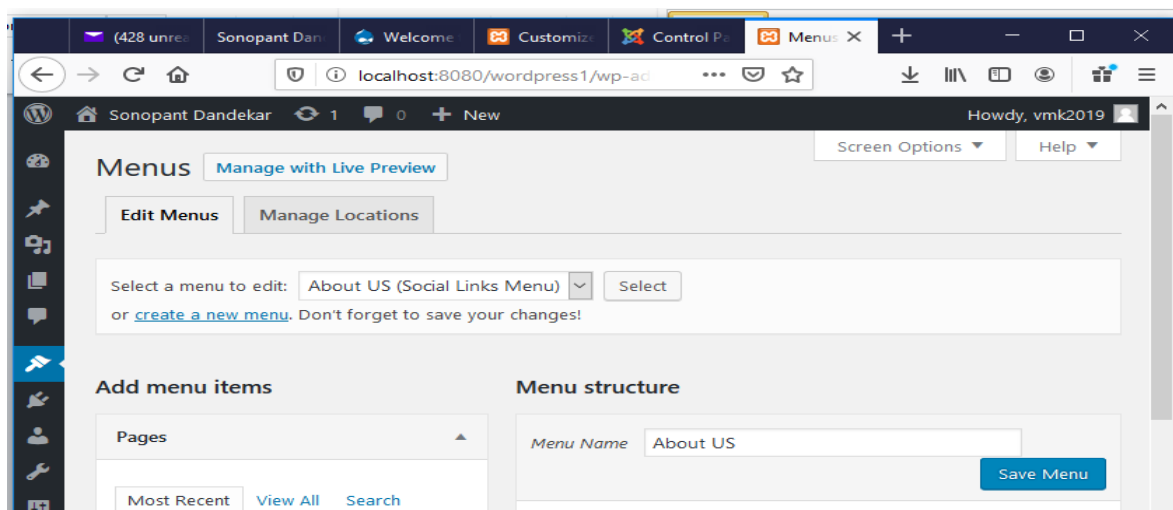 (428 unrea Sonopant Dan Welcome Customize Control Pa Menus
localhost:8080/wordpress1/wp-ad
Sonopant Dandekar 1 0 + New Howdy, vmk2019
Screen Options Help
Menus Manage with Live Preview
Edit Menus Manage Locations
Select a menu to edit: About US (Social Links Menu) Select
or create a new menu. Don't forget to save your changes!
Add menu items Menu structure
Pages
Menu Name About US
Save Menu
Most Recent View All Search